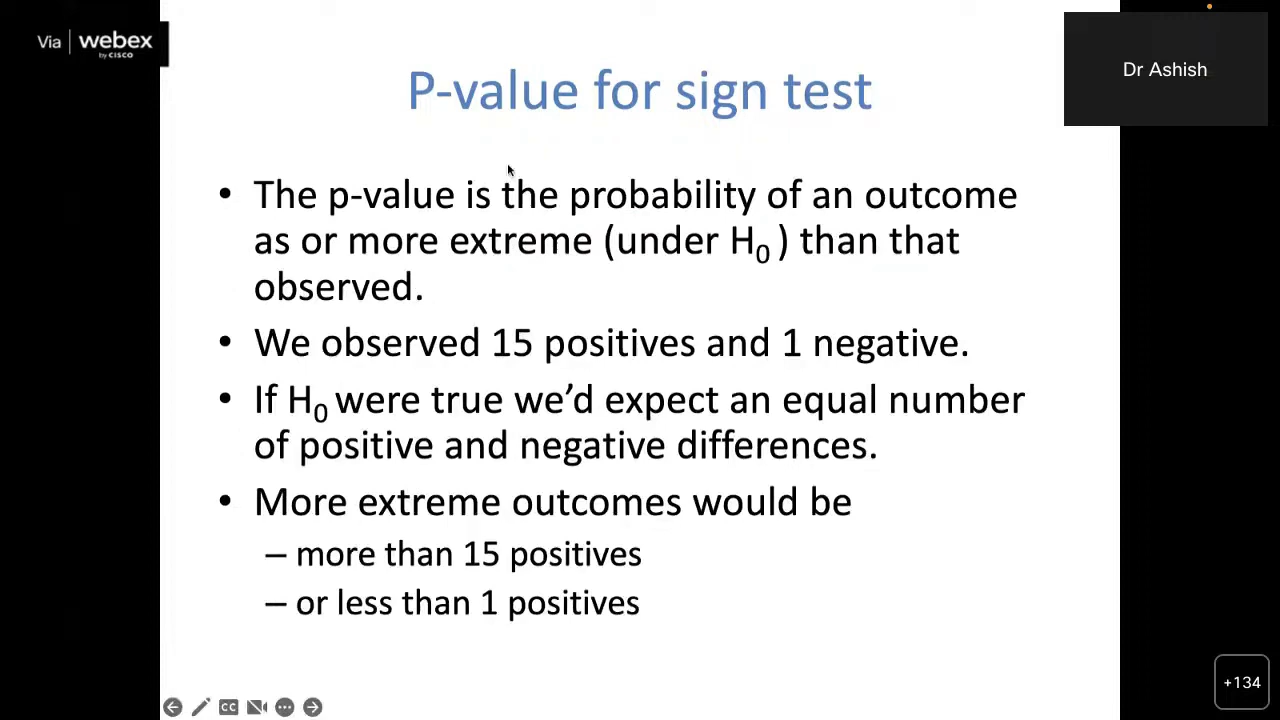 Via | webex
by CISCO
Dr Ashish
P-value for sign test
• The p-value is the probability of an outcome
as or more extreme (under H₀ ) than that
observed.
• We observed 15 positives and 1 negative.
• If H₀ were true we’d expect an equal number
of positive and negative differences.
• More extreme outcomes would be
– more than 15 positives
– or less than 1 positives
CC
+134